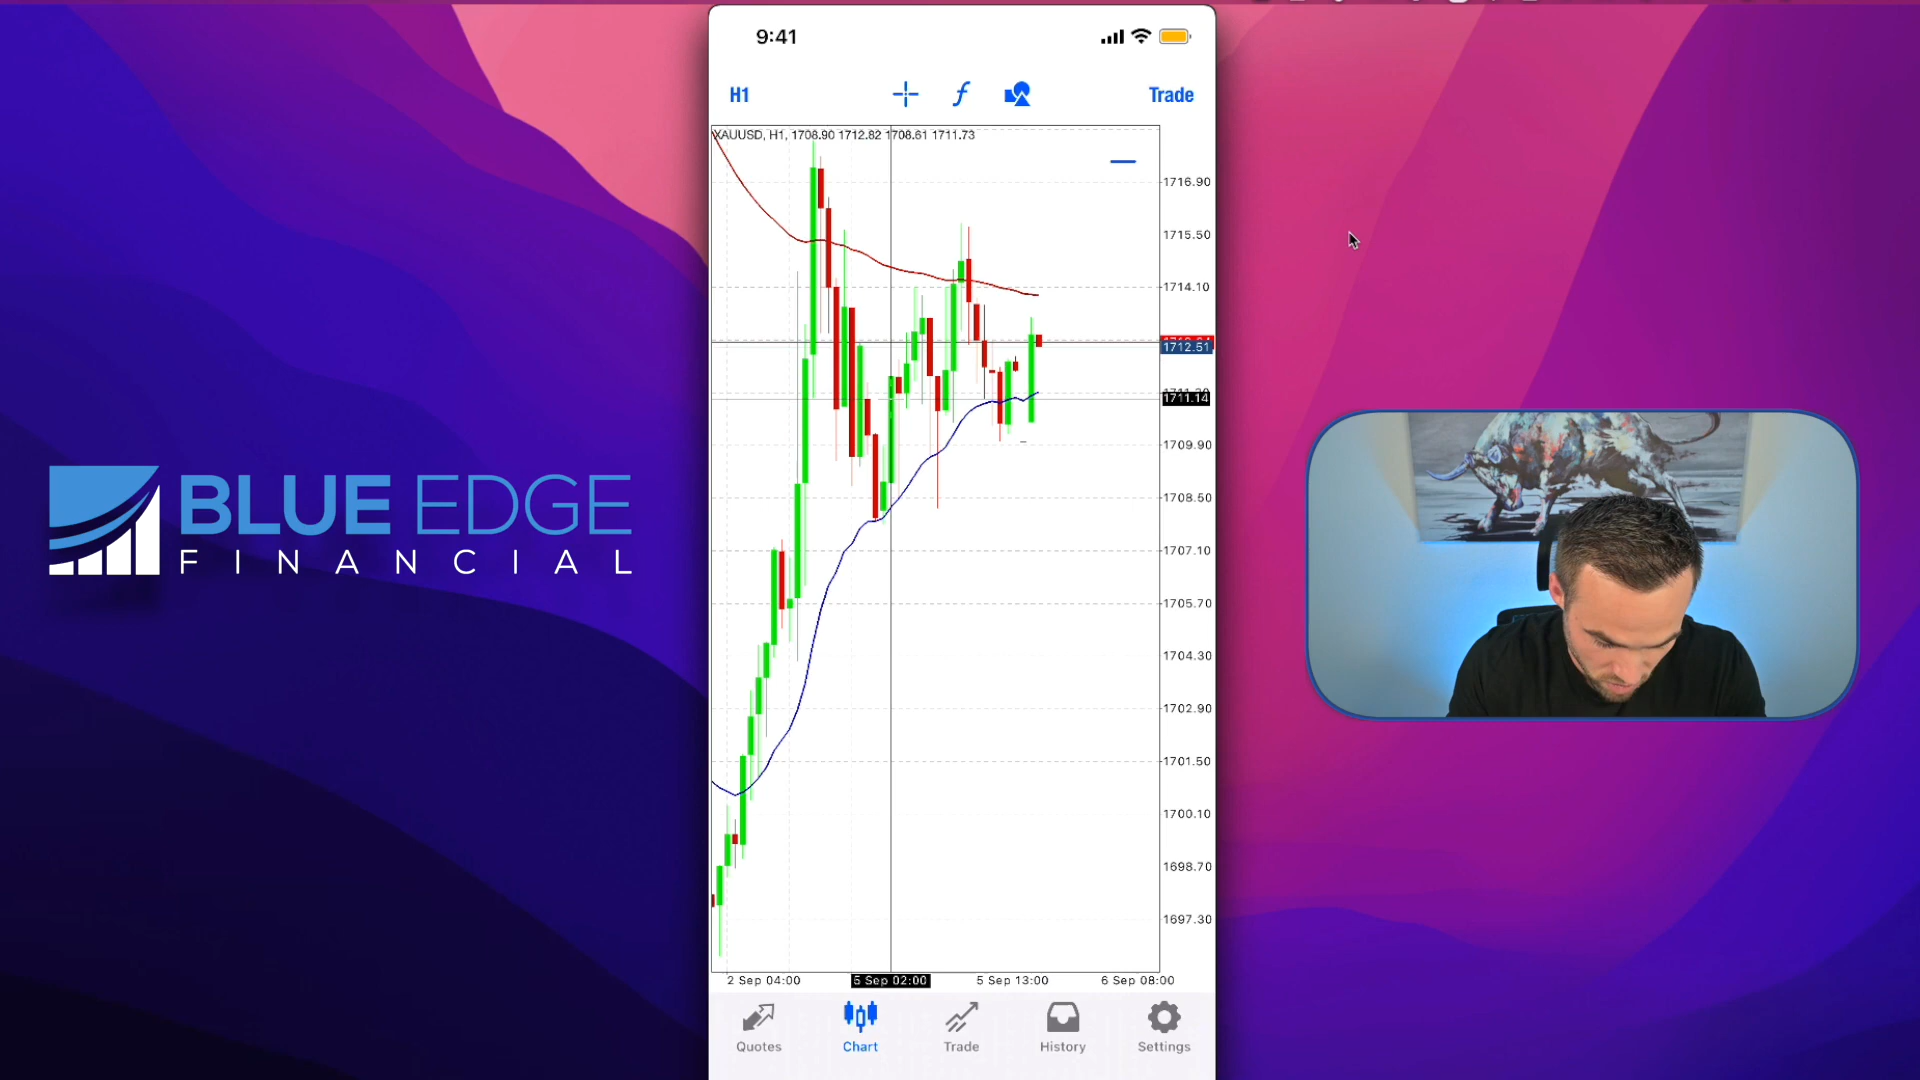 9:41
H1
Trade
XAUUSD, H1, 1708.90 1712.82 1708.61 1711.73
1716.90
1715.50
1714.10
1712.51
1711.14
1709.90
1708.50
1707.10
1705.70
1704.30
1702.90
1701.50
1700.10
1698.70
1697.30
2 Sep 04:00
5 Sep 02:00
5 Sep 13:00
6 Sep 08:00
Quotes
Chart
Trade
History
Settings
BLUE EDGE
FINANCIAL